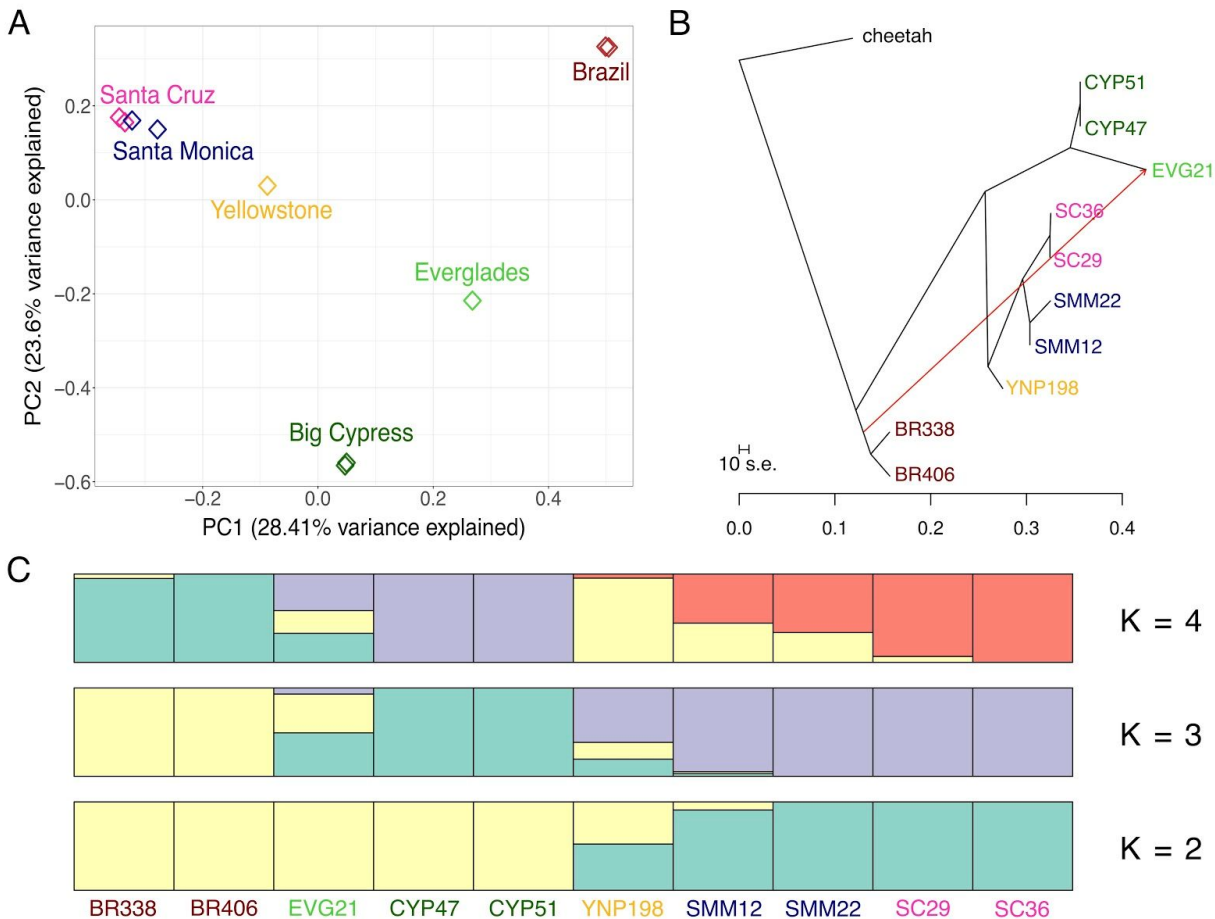 A
PC2 (23.6% variance explained)
0.2
0.0
−0.2
−0.4
−0.6
Brazil
Santa Cruz
Santa Monica
Yellowstone
Everglades
Big Cypress
−0.2
0.0
0.2
0.4
PC1 (28.41% variance explained)
B
cheetah
CYP51
CYP47
EVG21
SC36
SC29
SMM22
SMM12
YNP198
BR338
BR406
10 s.e.
0.0
0.1
0.2
0.3
0.4
C
K = 4
K = 3
K = 2
BR338
BR406
EVG21
CYP47
CYP51
YNP198
SMM12
SMM22
SC29
SC36